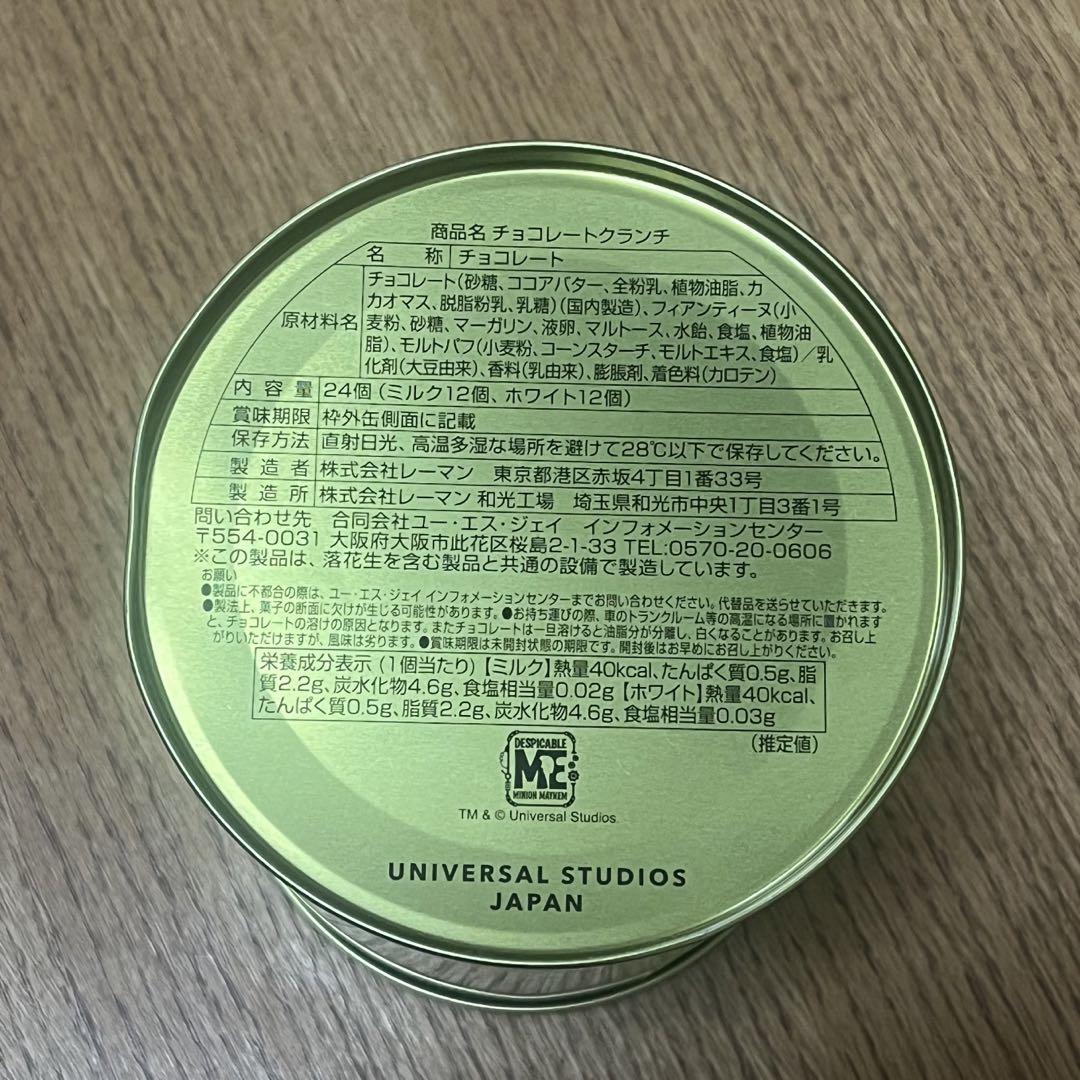 商品名 チョコレートクランチ
名称 チョコレート
原材料名 チョコレート(砂糖、ココアバター、全粉乳、植物油脂、カ
カオマス、脱脂粉乳、乳糖)(国内製造)、フィアンティーヌ(小
麦粉、砂糖、マーガリン、液卵、マルトース、水飴、食塩、植物油
脂)、モルトパフ(小麦粉、コーンスターチ、モルトエキス、食塩)/乳
化剤(大豆由来)、香料(乳由来)、膨脹剤、着色料(カロテン)
内容量 24個(ミルク12個、ホワイト12個)
賞味期限 枠外缶側面に記載
保存方法 直射日光、高温多湿な場所を避けて28℃以下で保存してください。
製造者 株式会社レーマン 東京都港区赤坂4丁目1番33号
製造所 株式会社レーマン 和光工場 埼玉県和光市中央1丁目3番1号
問い合わせ先 合同会社ユー・エス・ジェイ インフォメーションセンター
〒554-0031 大阪府大阪市此花区桜島2-1-33 TEL:0570-20-0606
※この製品は、落花生を含む製品と共通の設備で製造しています。
お願い
●製品に不都合の際は、ユー・エス・ジェイ インフォメーションセンターまでお問い合わせください。代替品を送らせていただきます。
●製法上、菓子の断面に欠けが生じる可能性があります。●お持ち運びの際、車のトランクルーム等の高温になる場所に置かれます
と、チョコレートの溶けの原因となります。またチョコレートは一旦溶けると油脂分が分離し、白くなることがあります。お召し上
がりいただけますが、風味は劣ります。●賞味期限は未開封状態の期限です。開封後はお早めにお召し上がりください。
栄養成分表示(1個当たり)【ミルク】熱量40kcal、たんぱく質0.5g、脂
質2.2g、炭水化物4.6g、食塩相当量0.02g【ホワイト】熱量40kcal、
たんぱく質0.5g、脂質2.2g、炭水化物4.6g、食塩相当量0.03g
(推定値)
DESPICABLE
ME
MINION MAYHEM
TM & © Universal Studios.
UNIVERSAL STUDIOS
JAPAN